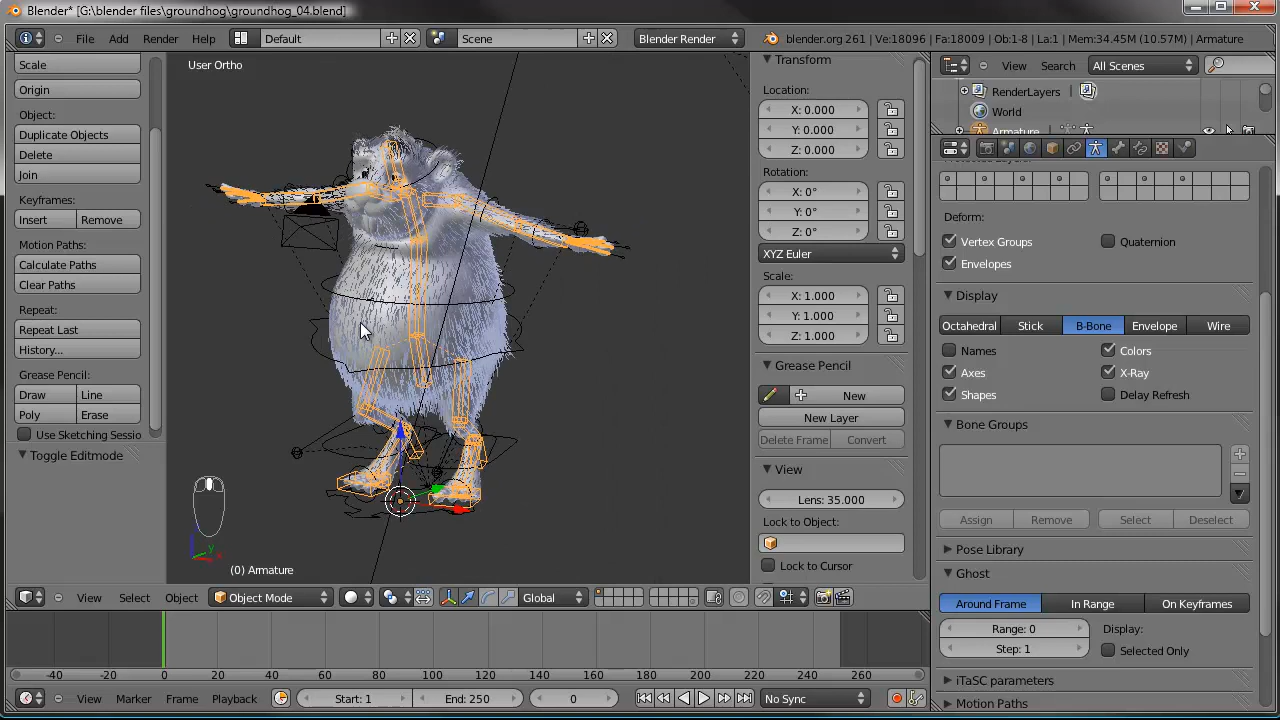 Blender* [G:\blender files\groundhog\groundhog_04.blend]
File Add Render Help Default Scene Blender Render blender.org 261 | Ve:18096 | Fa:18009 | Ob:1-8 | La:1 | Mem:34.45M (10.57M) | Armature
Scale
Origin
Object:
Duplicate Objects
Delete
Join
Keyframes:
Insert Remove
Motion Paths:
Calculate Paths
Clear Paths
Repeat:
Repeat Last
History...
Grease Pencil:
Draw Line
Poly Erase
Use Sketching Sessio
Toggle Editmode
User Ortho
(0) Armature
Transform
Location:
X: 0.000
Y: 0.000
Z: 0.000
Rotation:
X: 0°
Y: 0°
Z: 0°
XYZ Euler
Scale:
X: 1.000
Y: 1.000
Z: 1.000
Grease Pencil
New
New Layer
Delete Frame Convert
View
Lens: 35.000
Lock to Object:
Lock to Cursor
View Search All Scenes
RenderLayers
World
Armature
Deform:
Vertex Groups Quaternion
Envelopes
Display
Octahedral Stick B-Bone Envelope Wire
Names Colors
Axes X-Ray
Shapes Delay Refresh
Bone Groups
Assign Remove Select Deselect
Pose Library
Ghost
Around Frame In Range On Keyframes
Range: 0 Display:
Step: 1 Selected Only
iTaSC parameters
Motion Paths
View Select Object Object Mode Global
-40 -20 0 20 40 60 80 100 120 140 160 180 200 220 240 260
View Marker Frame Playback Start: 1 End: 250 0 No Sync